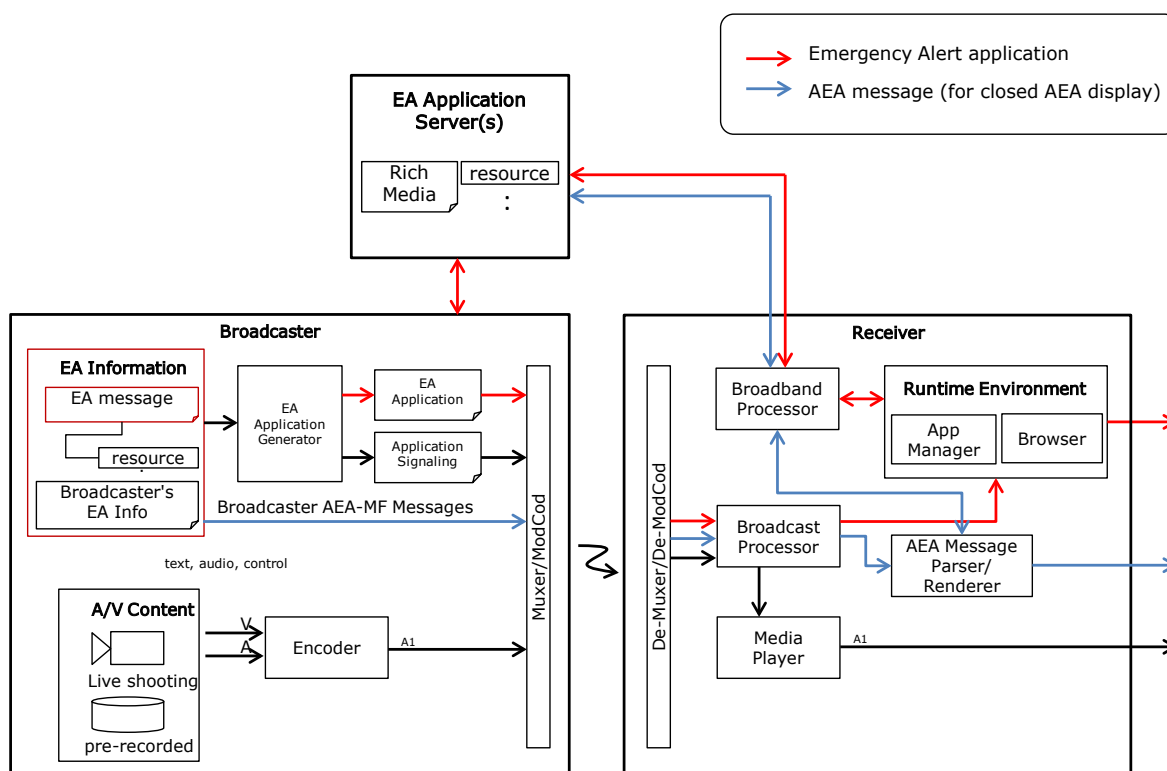 Emergency Alert application
AEA message (for closed AEA display)
EA Application
Server(s)
Rich
Media
resource
:
Broadcaster
EA Information
EA message
resource
:
Broadcaster's
EA Info
EA
Application
Generator
EA
Application
Application
Signaling
Broadcaster AEA-MF Messages
text, audio, control
A/V Content
Live shooting
pre-recorded
V
A
Encoder
A1
Muxer/ModCod
Receiver
De-Muxer/De-ModCod
Broadband
Processor
Runtime Environment
App
Manager
Browser
Broadcast
Processor
AEA Message
Parser/
Renderer
Media
Player
A1